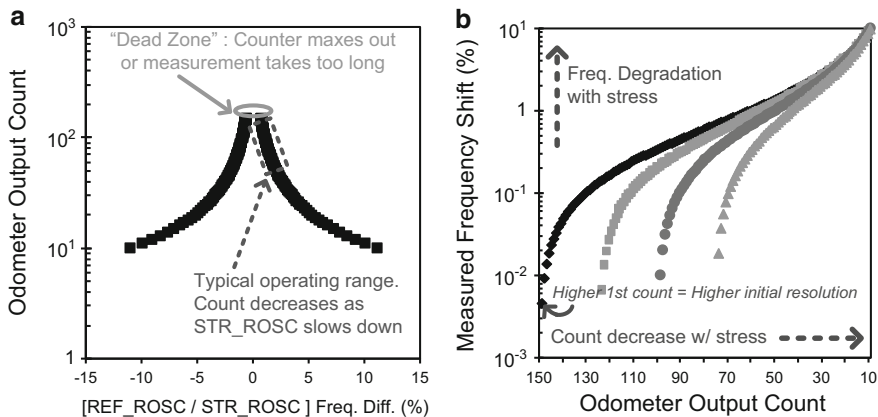 a
Odometer Output Count
10³
10²
10¹
1
"Dead Zone" : Counter maxes out
or measurement takes too long
Typical operating range.
Count decreases as
STR_ROSC slows down
-15 -10 -5 0 5 10 15
[REF_ROSC / STR_ROSC ] Freq. Diff. (%)
b
Measured Frequency Shift (%)
10¹
1
10⁻¹
10⁻²
10⁻³
Freq. Degradation
with stress
Higher 1st count = Higher initial resolution
Count decrease w/ stress
150 130 110 90 70 50 30 10
Odometer Output Count